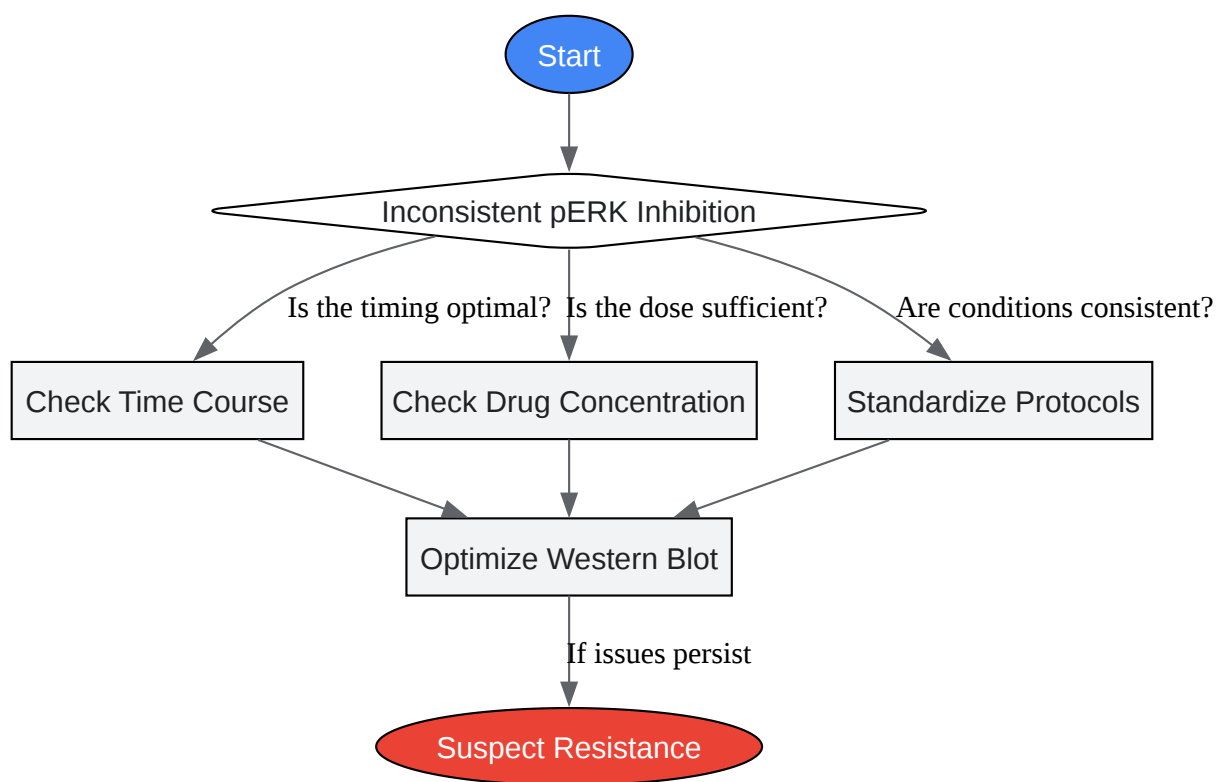 Start
Inconsistent pERK Inhibition
Is the timing optimal?
Is the dose sufficient?
Are conditions consistent?
Check Time Course
Check Drug Concentration
Standardize Protocols
Optimize Western Blot
If issues persist
Suspect Resistance